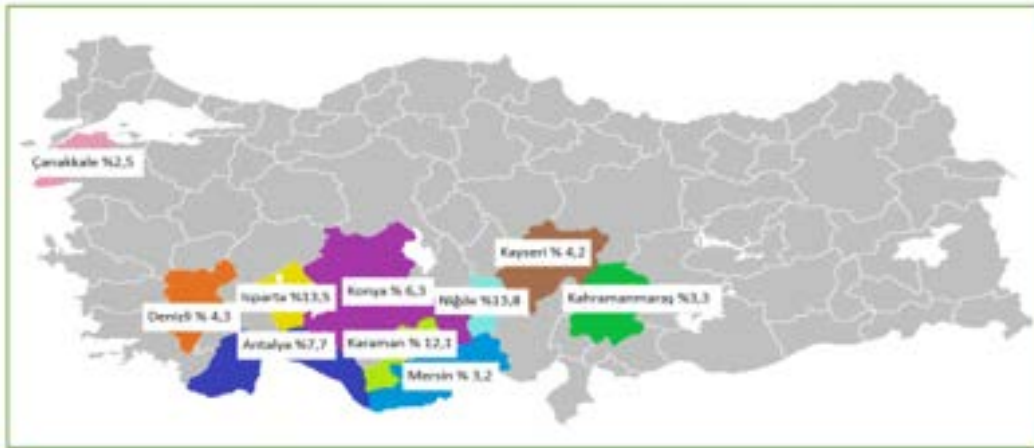 Çanakkale %2,5
Kayseri % 4,2
Isparta %13,5
Konya % 6,3
Niğde %13,8
Kahramanmaraş %3,3
Denizli % 4,3
Antalya %7,7
Karaman % 12,1
Mersin % 3,2